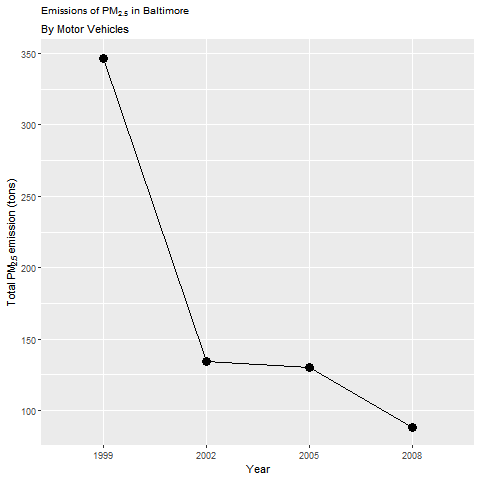 Emissions of PM₂.₅ in Baltimore
By Motor Vehicles
Total PM₂.₅ emission (tons)
350
300
250
200
150
100
1999 2002 2005 2008
Year